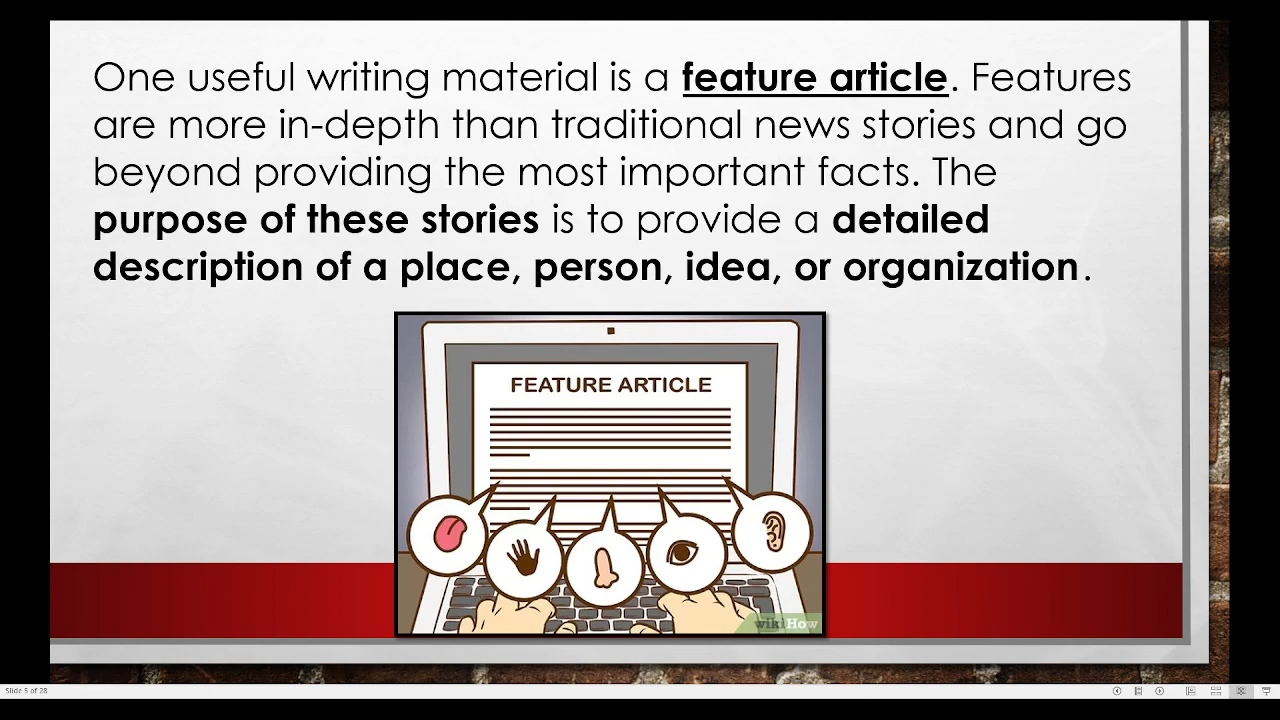 One useful writing material is a feature article. Features
are more in-depth than traditional news stories and go
beyond providing the most important facts. The
purpose of these stories is to provide a detailed
description of a place, person, idea, or organization.
FEATURE ARTICLE
wikiHow
Slide 5 of 28